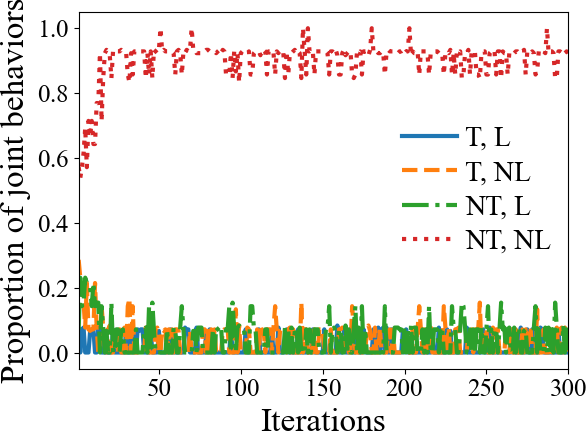 Proportion of joint behaviors
1.0
0.8
0.6
0.4
0.2
0.0
T, L
T, NL
NT, L
NT, NL
50
100
150
200
250
300
Iterations